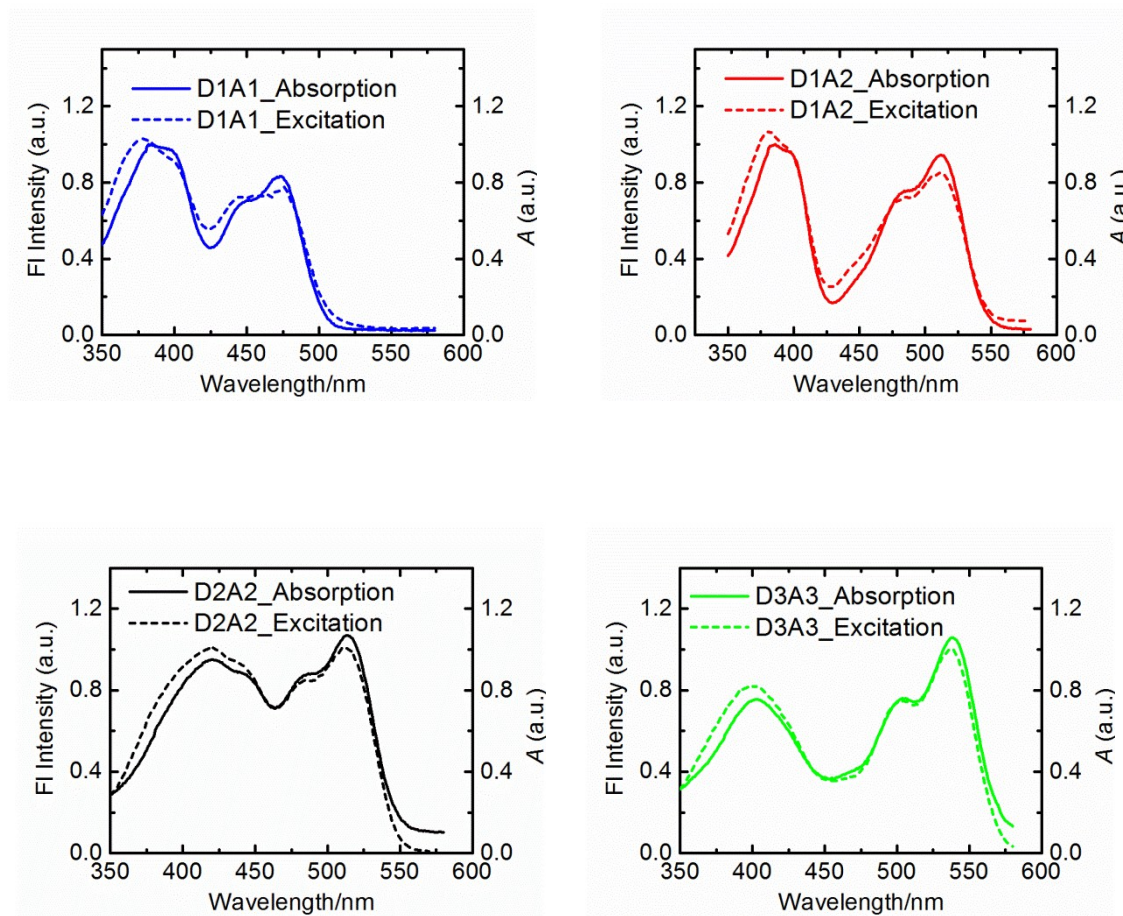 D1A1_Absorption
D1A1_Excitation
FI Intensity (a.u.)
1.2
0.8
0.4
0.0
1.2
0.8
0.4
0.0
A (a.u.)
350 400 450 500 550 600
Wavelength/nm
D1A2_Absorption
D1A2_Excitation
FI Intensity (a.u.)
1.2
0.8
0.4
0.0
1.2
0.8
0.4
0.0
A (a.u.)
350 400 450 500 550 600
Wavelength/nm
D2A2_Absorption
D2A2_Excitation
FI Intensity (a.u.)
1.2
0.8
0.4
0.0
1.2
0.8
0.4
0.0
A (a.u.)
350 400 450 500 550 600
Wavelength/nm
D3A3_Absorption
D3A3_Excitation
FI Intensity (a.u.)
1.2
0.8
0.4
0.0
1.2
0.8
0.4
0.0
A (a.u.)
350 400 450 500 550 600
Wavelength/nm